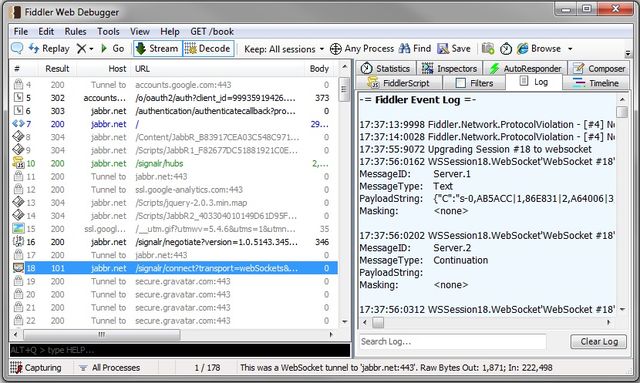 Fiddler Web Debugger
File Edit Rules Tools View Help GET /book
Replay Go Stream Decode Keep: All sessions Any Process Find Save Browse
# Result Host URL Body
4 200 Tunnel to accounts.google.com:443 0
5 302 accounts.... /o/oauth2/auth?client_id=99935919426.... 373
6 303 jabbr.net /authentication/authenticatecallback?pro... 0
7 200 jabbr.net / 29...
8 200 jabbr.net /Content/JabbR_B83917CEA03C548C971... 0
9 200 jabbr.net /Scripts/JabbR1_F82677DC51881921C0E... 0
10 200 jabbr.net /signalr/hubs 2,...
11 200 Tunnel to jabbr.net:443 0
12 200 Tunnel to ssl.google-analytics.com:443 0
13 200 jabbr.net /Scripts/jquery-2.0.3.min.map 0
14 200 jabbr.net /Scripts/JabbR2_403304010149D61D95F... 0
15 200 ssl.google... /__utm.gif?utmwv=5.4.6&utms=1&utmn... 35
16 200 jabbr.net /signalr/negotiate?version=1.0.5143.345... 346
17 200 Tunnel to jabbr.net:443 0
18 101 jabbr.net /signalr/connect?transport=webSockets&... 0
19 200 Tunnel to secure.gravatar.com:443 0
20 200 Tunnel to secure.gravatar.com:443 0
21 200 Tunnel to secure.gravatar.com:443 0
22 200 Tunnel to secure.gravatar.com:443 0
ALT+Q > type HELP...
Statistics Inspectors AutoResponder Composer
FiddlerScript Filters Log Timeline
-= Fiddler Event Log =-
17:37:13:9998 Fiddler.Network.ProtocolViolation - [#4] Nee
17:37:14:0028 Fiddler.Network.ProtocolViolation - [#4] No
17:37:55:9072 Upgrading Session #18 to websocket
17:37:56:0162 WSSession18.WebSocket'WebSocket #18'
MessageID: Server.1
MessageType: Text
PayloadString: {"C":"s-0,AB5ACC|1,86E831|2,A64006|3
Masking: <none>
17:37:56:0202 WSSession18.WebSocket'WebSocket #18'
MessageID: Server.2
MessageType: Continuation
PayloadString:
Masking: <none>
17:37:56:0312 WSSession18.WebSocket'WebSocket #18'
Search Log... Clear Log
Capturing All Processes 1 / 178 This was a WebSocket tunnel to 'jabbr.net:443'. Raw Bytes Out: 1,871; In: 222,498